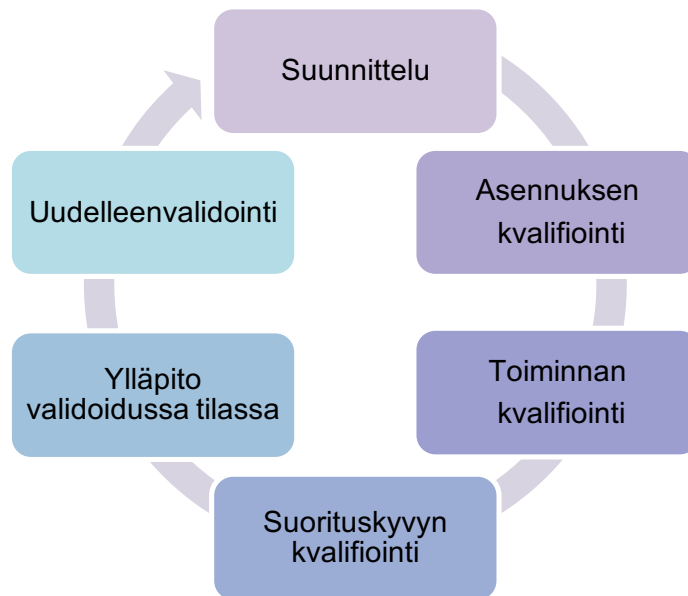 Suunnittelu
Asennuksen
kvalifiointi
Toiminnan
kvalifiointi
Suorituskyvyn
kvalifiointi
Ylläpito
validoidussa tilassa
Uudelleenvalidointi